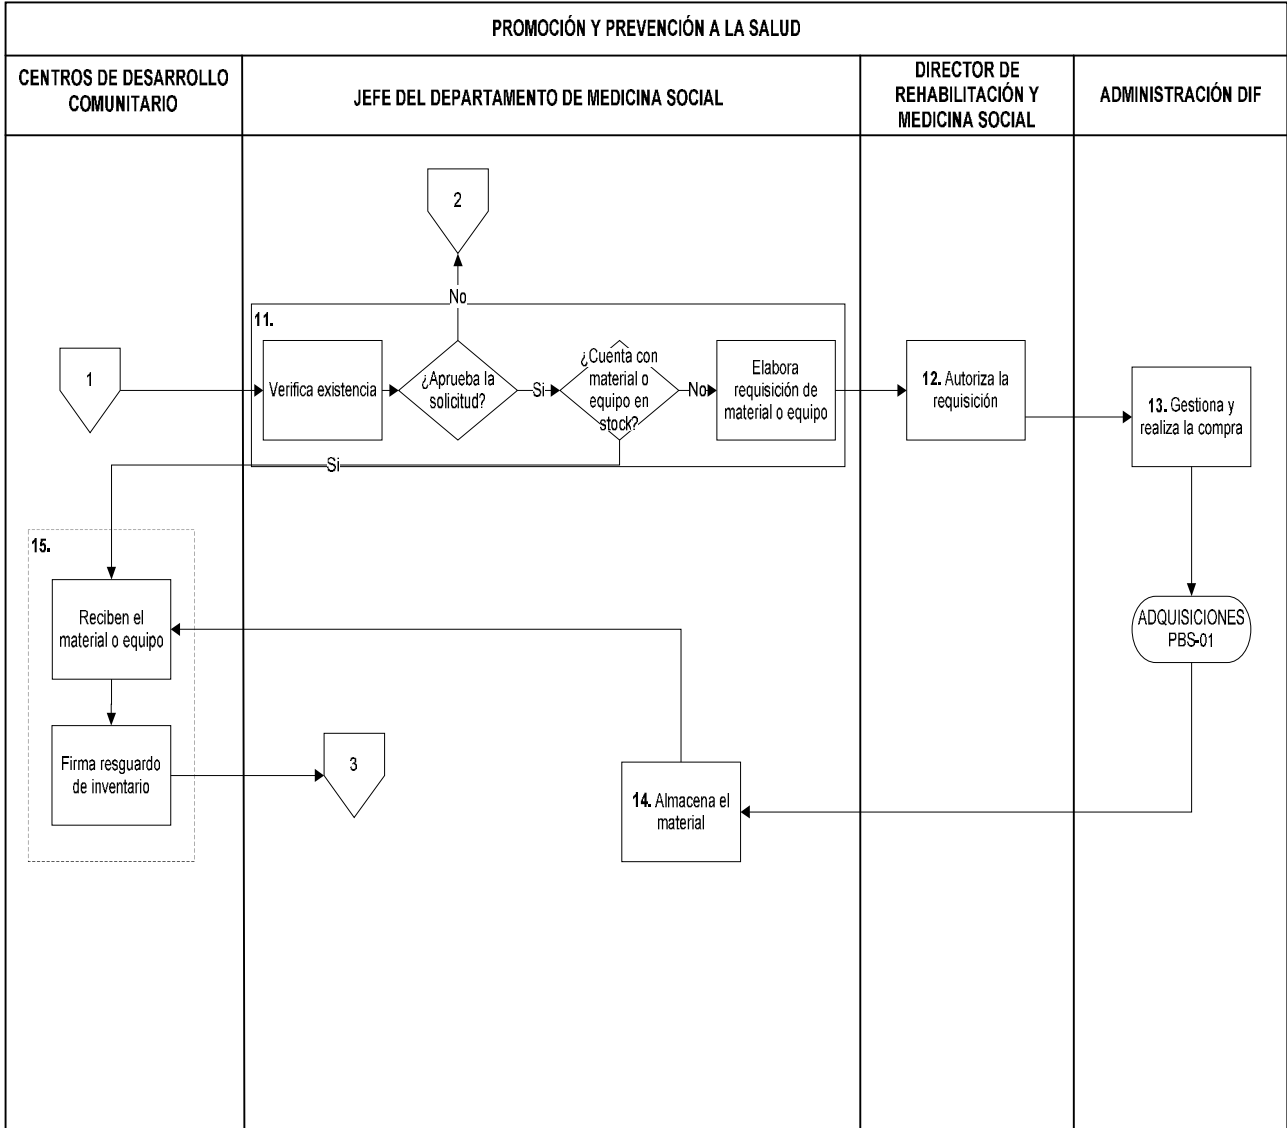 PROMOCIÓN Y PREVENCIÓN A LA SALUD
CENTROS DE DESARROLLO
COMUNITARIO
JEFE DEL DEPARTAMENTO DE MEDICINA SOCIAL
DIRECTOR DE
REHABILITACIÓN Y
MEDICINA SOCIAL
ADMINISTRACIÓN DIF
2
No
11.
1
Verifica existencia
¿Aprueba la
solicitud?
Si
¿Cuenta con
material o
equipo en
stock?
No
Elabora
requisición de
material o equipo
12. Autoriza la
requisición
13. Gestiona y
realiza la compra
Si
15.
Reciben el
material o equipo
ADQUISICIONES
PBS-01
Firma resguardo
de inventario
3
14. Almacena el
material